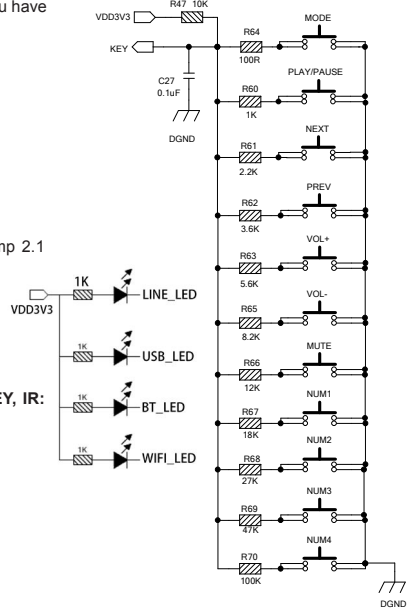 u have
R47 10K
VDD3V3
KEY
C27
0.1uF
DGND
R64
100R
MODE
R60
1K
PLAY/PAUSE
R61
2.2K
NEXT
R62
3.6K
PREV
R63
5.6K
VOL+
R65
8.2K
VOL-
R66
12K
MUTE
R67
18K
NUM1
R68
27K
NUM2
R69
47K
NUM3
R70
100K
NUM4
DGND
mp 2.1
VDD3V3
1K
LINE_LED
1K
USB_LED
EY, IR:
1K
BT_LED
1K
WIFI_LED